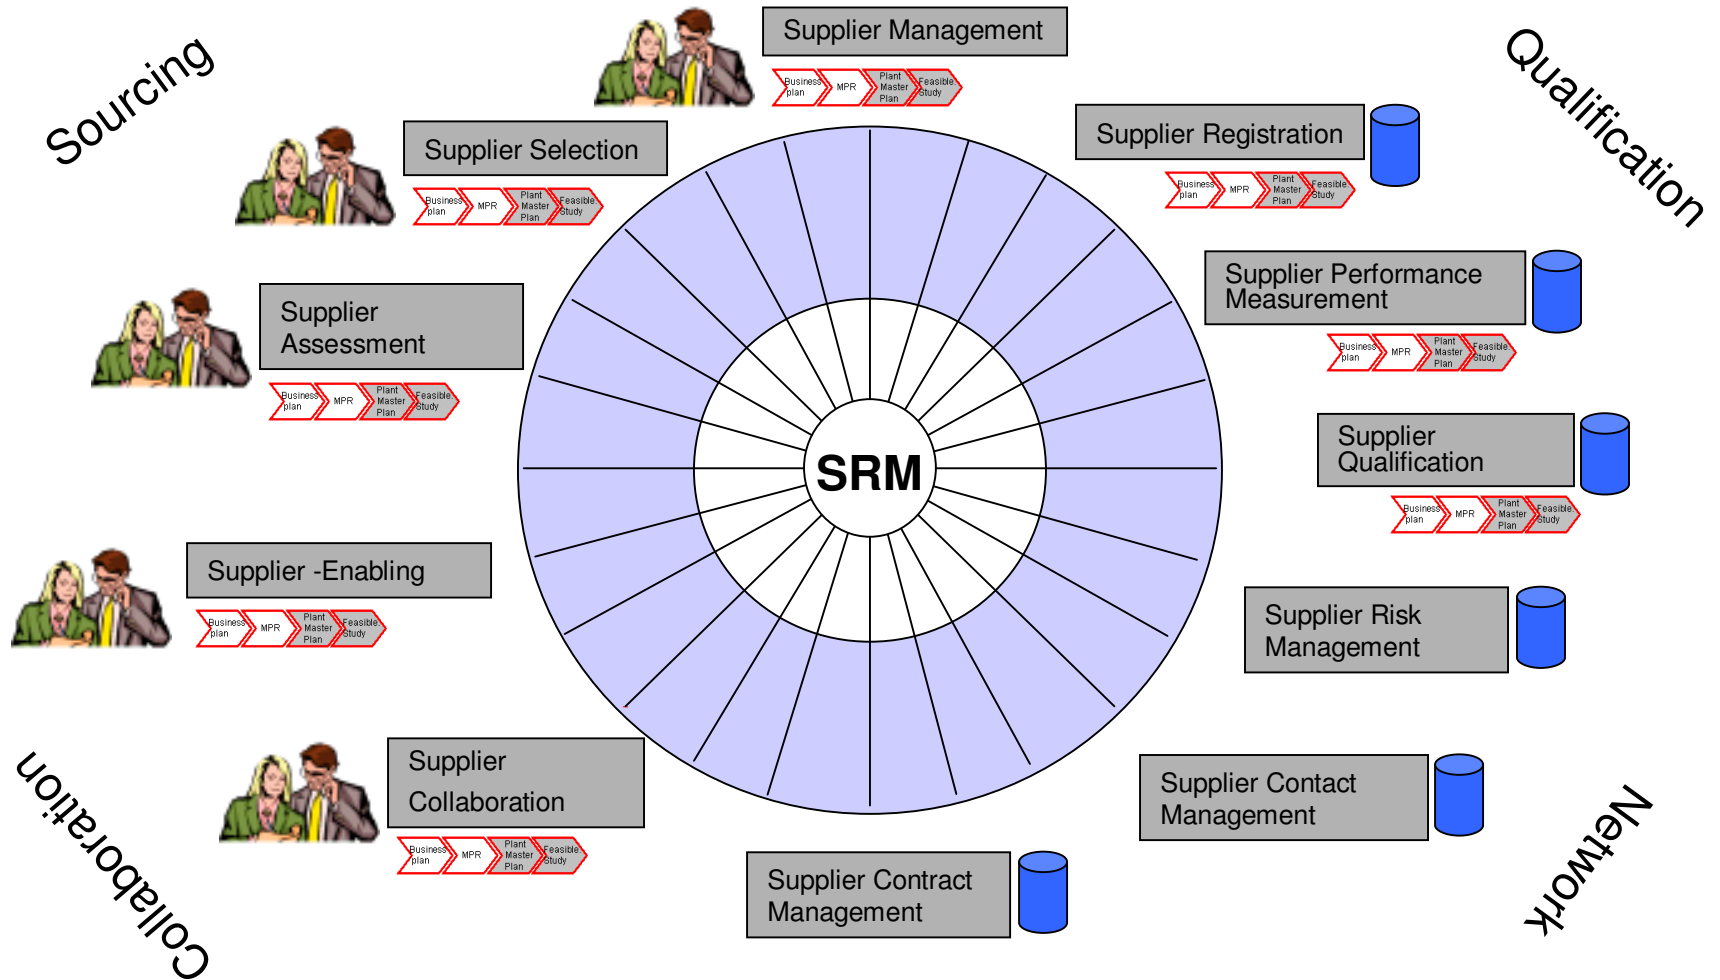 Sourcing
Qualification
Supplier Management
Business
plan
MPR
Plant
Master
Plan
Feasible.
Study
Supplier Selection
Business
plan
MPR
Plant
Master
Plan
Feasible.
Study
Supplier Registration
Business
plan
MPR
Plant
Master
Plan
Feasible.
Study
Supplier
Assessment
Business
plan
MPR
Plant
Master
Plan
Feasible.
Study
Supplier Performance
Measurement
Business
plan
MPR
Plant
Master
Plan
Feasible.
Study
SRM
Supplier
Qualification
Business
plan
MPR
Plant
Master
Plan
Feasible.
Study
Supplier -Enabling
Business
plan
MPR
Plant
Master
Plan
Feasible.
Study
Supplier Risk
Management
Supplier
Collaboration
Business
plan
MPR
Plant
Master
Plan
Feasible.
Study
Supplier Contact
Management
Supplier Contract
Management
Collaboration
Network